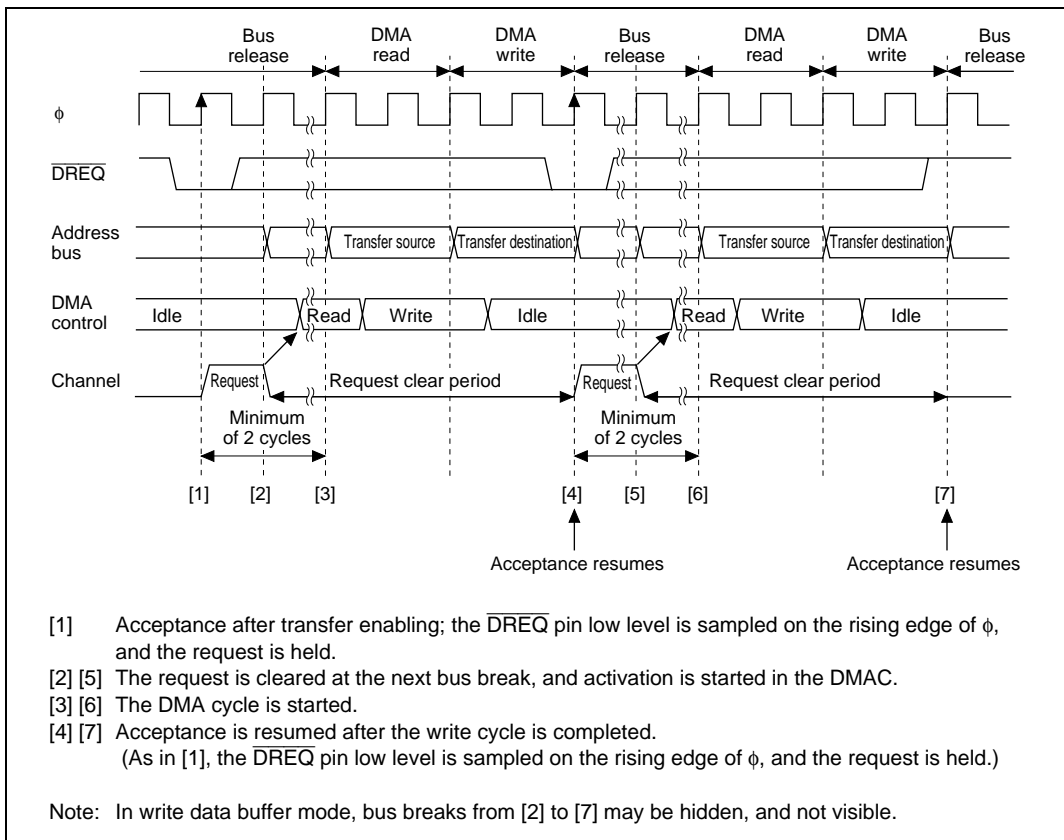 Bus release
DMA read
DMA write
Bus release
DMA read
DMA write
Bus release
φ
DREQ
Address bus
Transfer source
Transfer destination
Transfer source
Transfer destination
DMA control
Idle
Read
Write
Idle
Read
Write
Idle
Channel
Request
Request clear period
Request
Request clear period
Minimum of 2 cycles
Minimum of 2 cycles
[1] [2] [3] [4] [5] [6] [7]
Acceptance resumes
Acceptance resumes
[1] Acceptance after transfer enabling; the DREQ pin low level is sampled on the rising edge of φ,
and the request is held.
[2] [5] The request is cleared at the next bus break, and activation is started in the DMAC.
[3] [6] The DMA cycle is started.
[4] [7] Acceptance is resumed after the write cycle is completed.
(As in [1], the DREQ pin low level is sampled on the rising edge of φ, and the request is held.)
Note: In write data buffer mode, bus breaks from [2] to [7] may be hidden, and not visible.